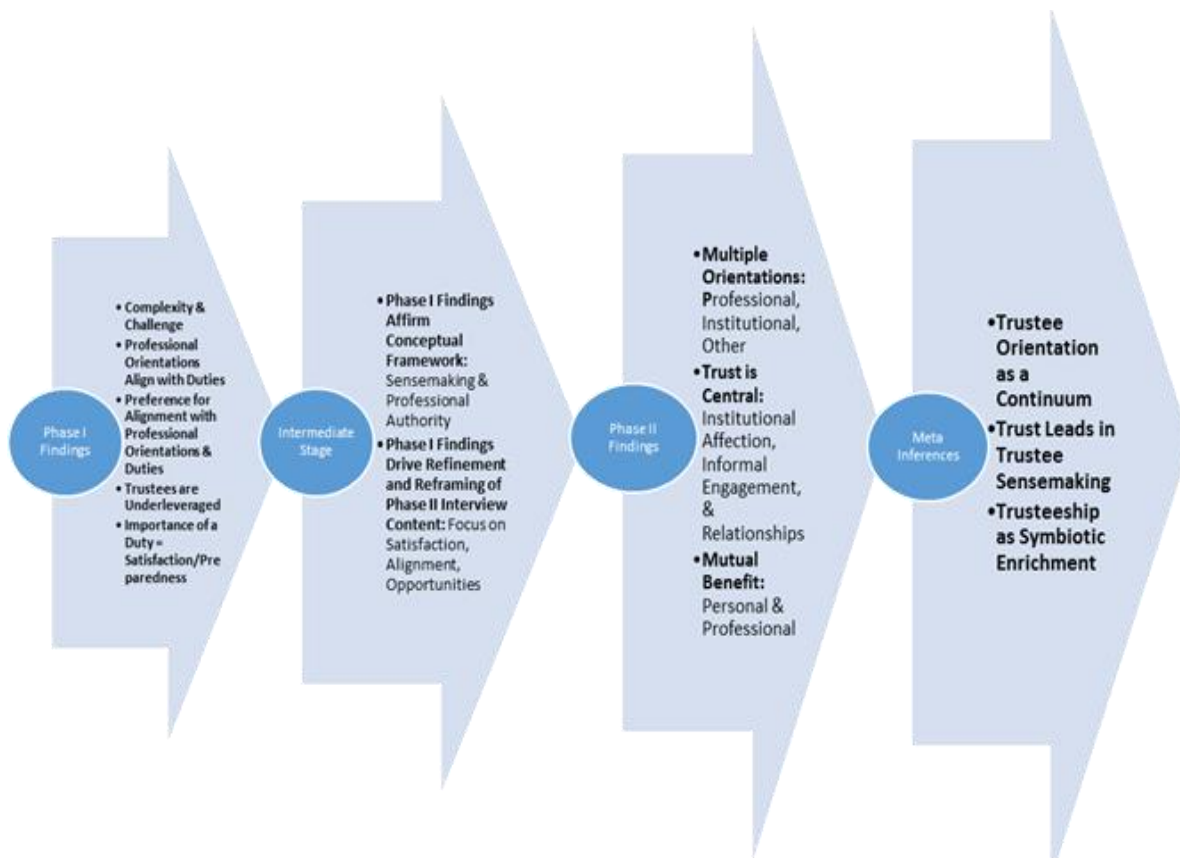 Phase I
Findings
• Complexity &
Challenge
• Professional
Orientations
Align with Duties
• Preference for
Alignment with
Professional
Orientations &
Duties
• Trustees are
Underleveraged
• Importance of a
Duty =
Satisfaction/Pre
paredness
Intermediate
Stage
• Phase I Findings
Affirm
Conceptual
Framework:
Sensemaking &
Professional
Authority
• Phase I Findings
Drive Refinement
and Reframing of
Phase II Interview
Content: Focus on
Satisfaction,
Alignment,
Opportunities
Phase II
Findings
• Multiple
Orientations:
Professional,
Institutional,
Other
• Trust is
Central:
Institutional
Affection,
Informal
Engagement,
&
Relationships
• Mutual
Benefit:
Personal &
Professional
Meta
Inferences
• Trustee
Orientation
as a
Continuum
• Trust Leads in
Trustee
Sensemaking
• Trusteeship
as Symbiotic
Enrichment